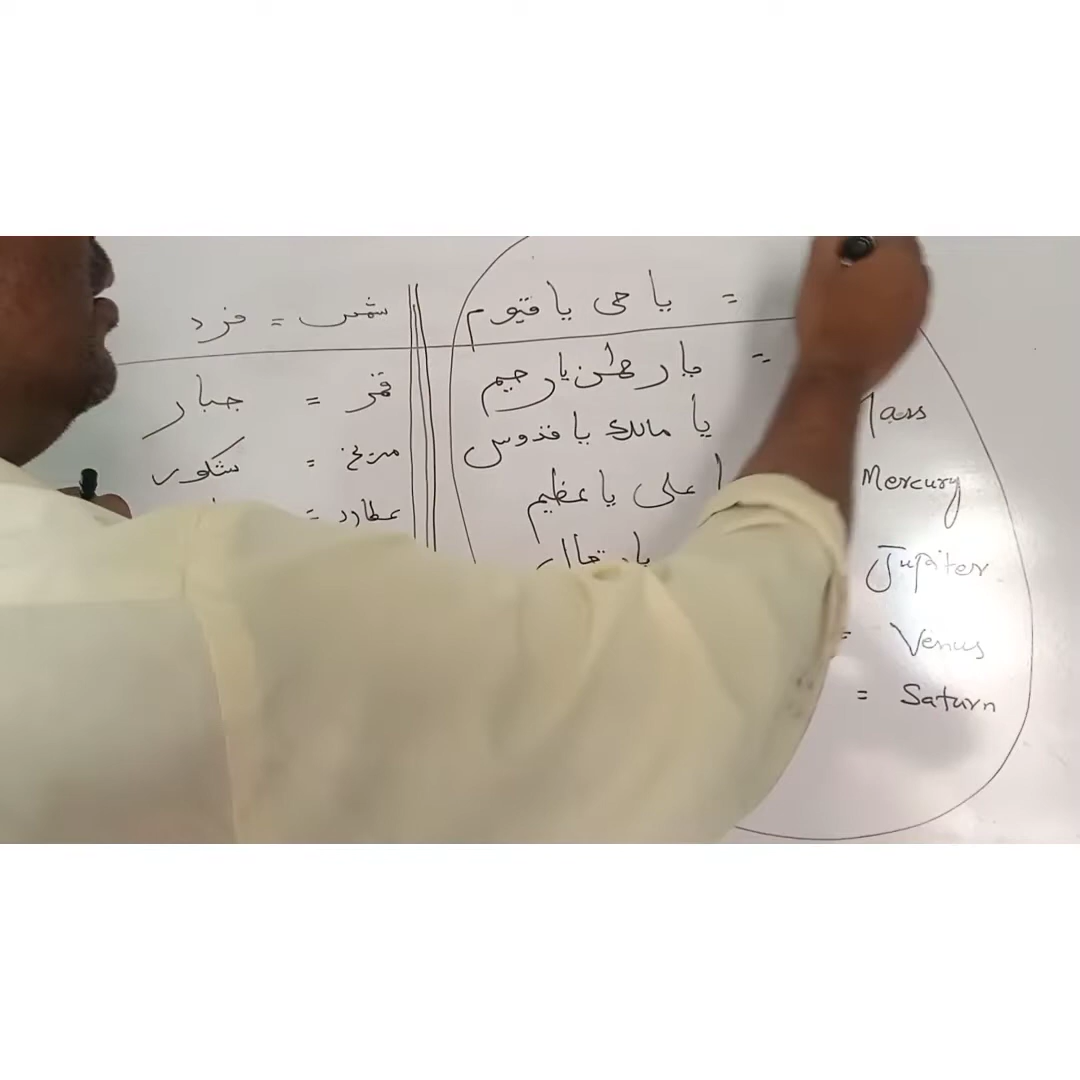 شمس = فرد
یا حی یا قیوم =
قمر = جبار
یا رحمٰن یا رحیم =
مریخ = شکور
یا مالک یا قدوس
Mars
عطارد =
علی یا عظیم
Mercury
Jupiter
= Venus
= Saturn